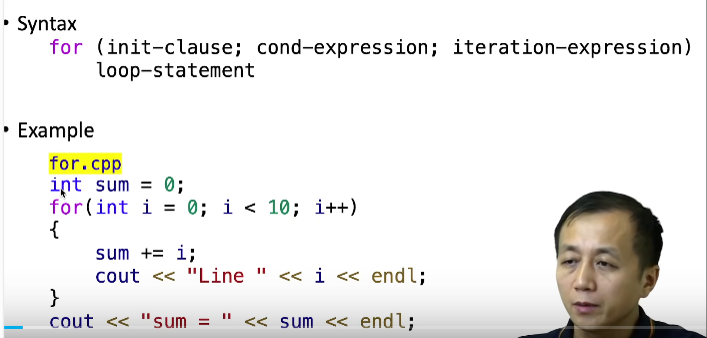 • Syntax
for (init-clause; cond-expression; iteration-expression)
loop-statement
• Example
for.cpp
int sum = 0;
for(int i = 0; i < 10; i++)
{
sum += i;
cout << "Line " << i << endl;
}
cout << "sum = " << sum << endl;